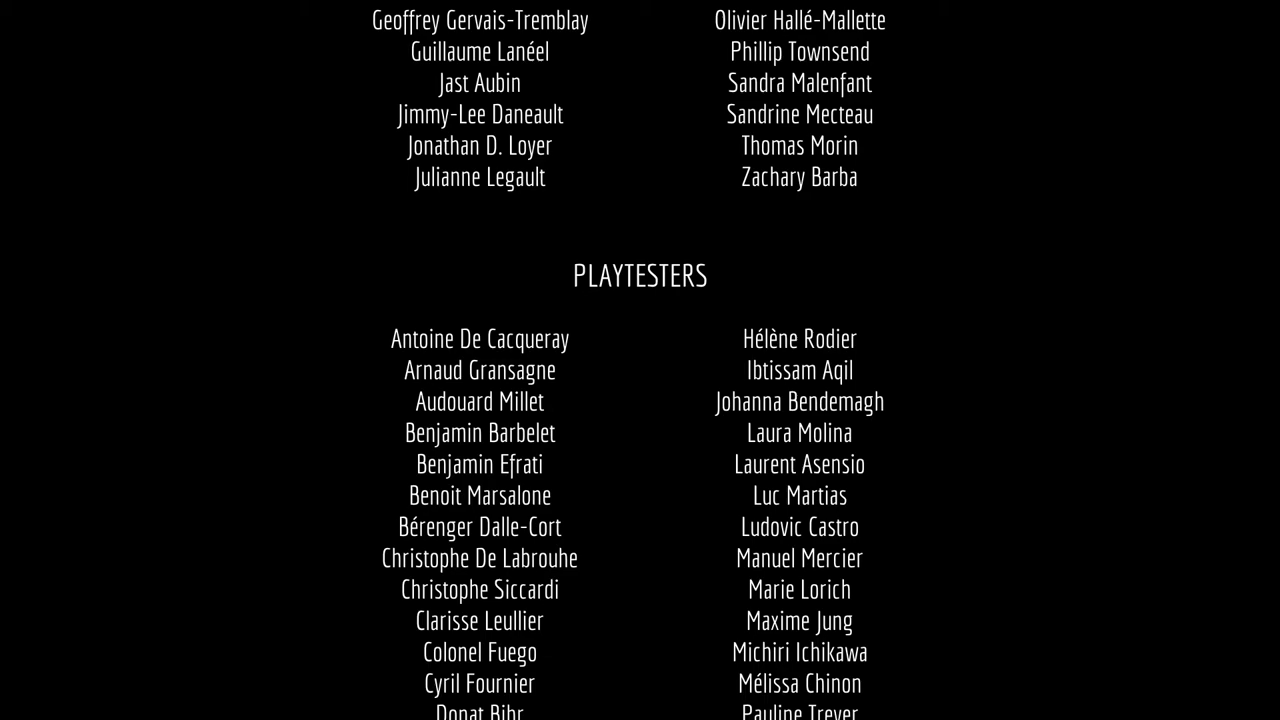 Geoffrey Gervais-Tremblay
Guillaume Lanéel
Jast Aubin
Jimmy-Lee Daneault
Jonathan D. Loyer
Julianne Legault
Olivier Hallé-Mallette
Phillip Townsend
Sandra Malenfant
Sandrine Mecteau
Thomas Morin
Zachary Barba
PLAYTESTERS
Antoine De Cacqueray
Arnaud Gransagne
Audouard Millet
Benjamin Barbelet
Benjamin Efrati
Benoit Marsalone
Bérenger Dalle-Cort
Christophe De Labrouhe
Christophe Siccardi
Clarisse Leullier
Colonel Fuego
Cyril Fournier
Donat Bihr
Hélène Rodier
Ibtissam Aqil
Johanna Bendemagh
Laura Molina
Laurent Asensio
Luc Martias
Ludovic Castro
Manuel Mercier
Marie Lorich
Maxime Jung
Michiri Ichikawa
Mélissa Chinon
Pauline